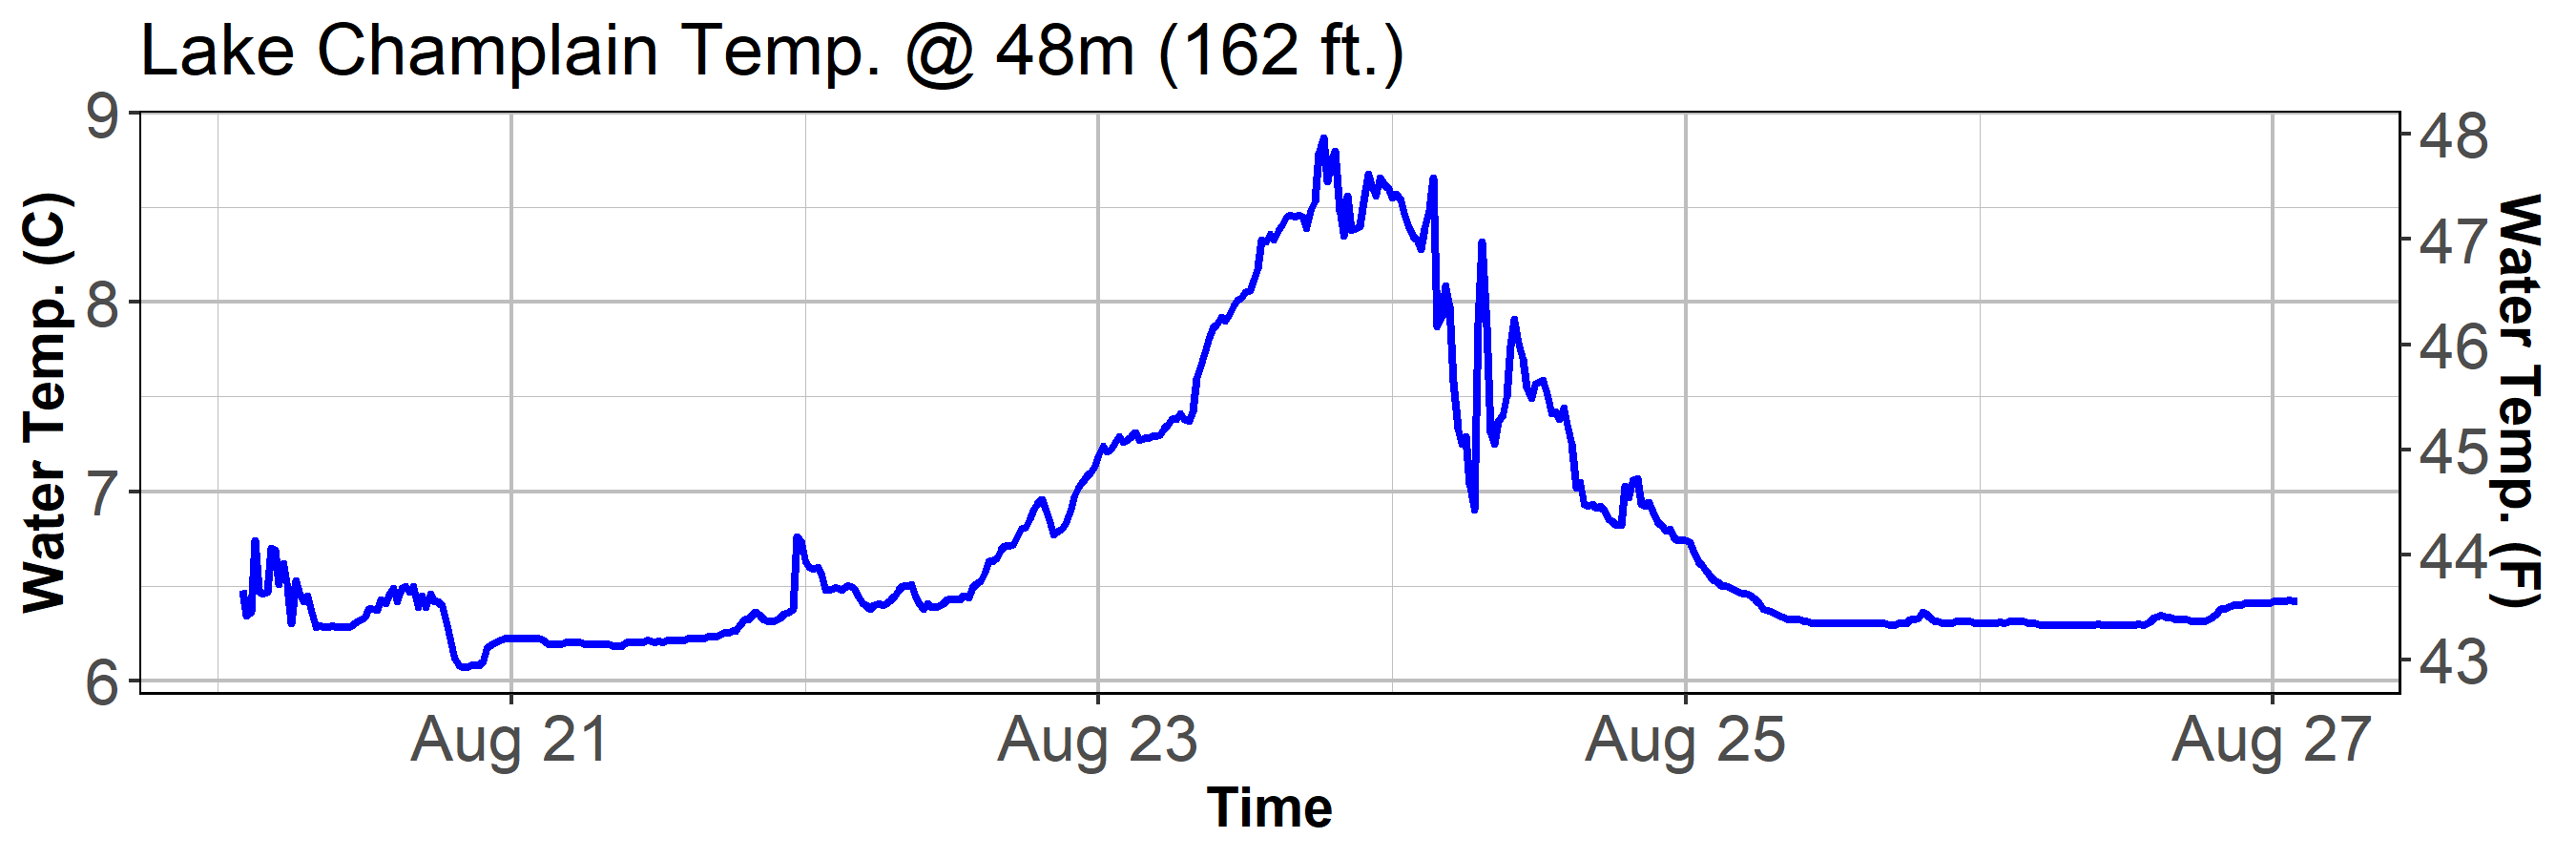 Lake Champlain Temp. @ 48m (162 ft.)
Water Temp. (C)
9
8
7
6
48
47
46
45
44
43
Water Temp. (F)
Aug 21 Aug 23 Aug 25 Aug 27
Time